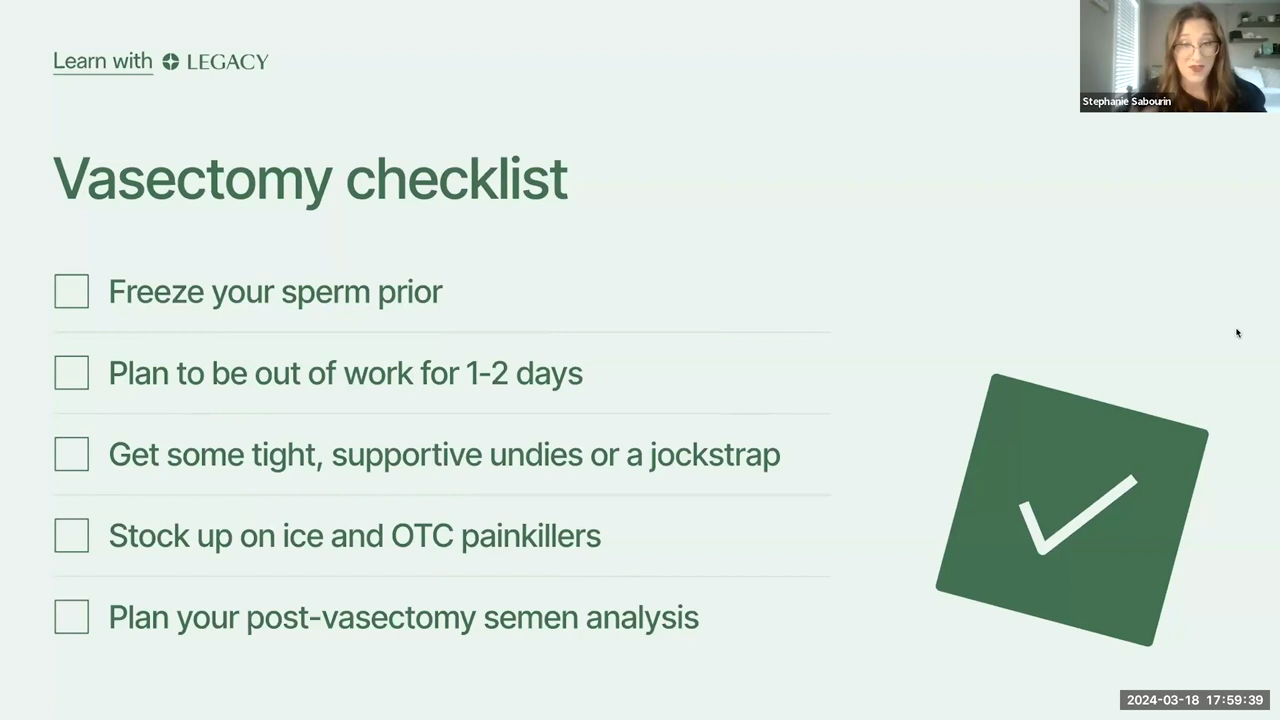 Learn with LEGACY
Stephanie Sabourin
Vasectomy checklist
Freeze your sperm prior
Plan to be out of work for 1-2 days
Get some tight, supportive undies or a jockstrap
Stock up on ice and OTC painkillers
Plan your post-vasectomy semen analysis
2024-03-18 17:59:39